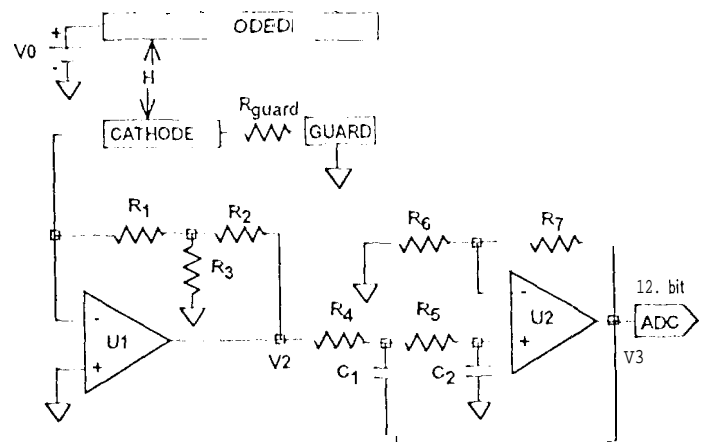 ODEDI
+
V0
-
H
Rguard
[CATHODE
GUARD
R1
R2
R6
R7
R3
12. bit
-
U1
+
R4
R5
-
U2
+
ADC
V2
C1
C2
V3